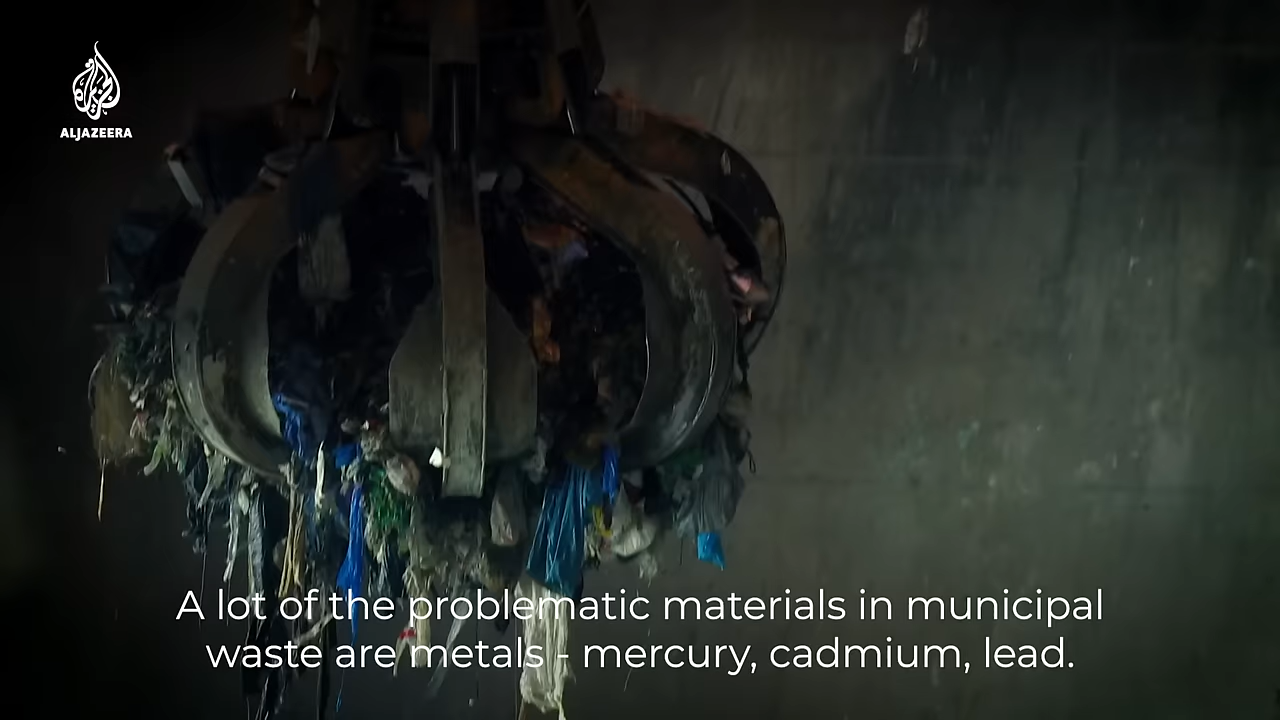 ALJAZEERA
A lot of the problematic materials in municipal
waste are metals - mercury, cadmium, lead.